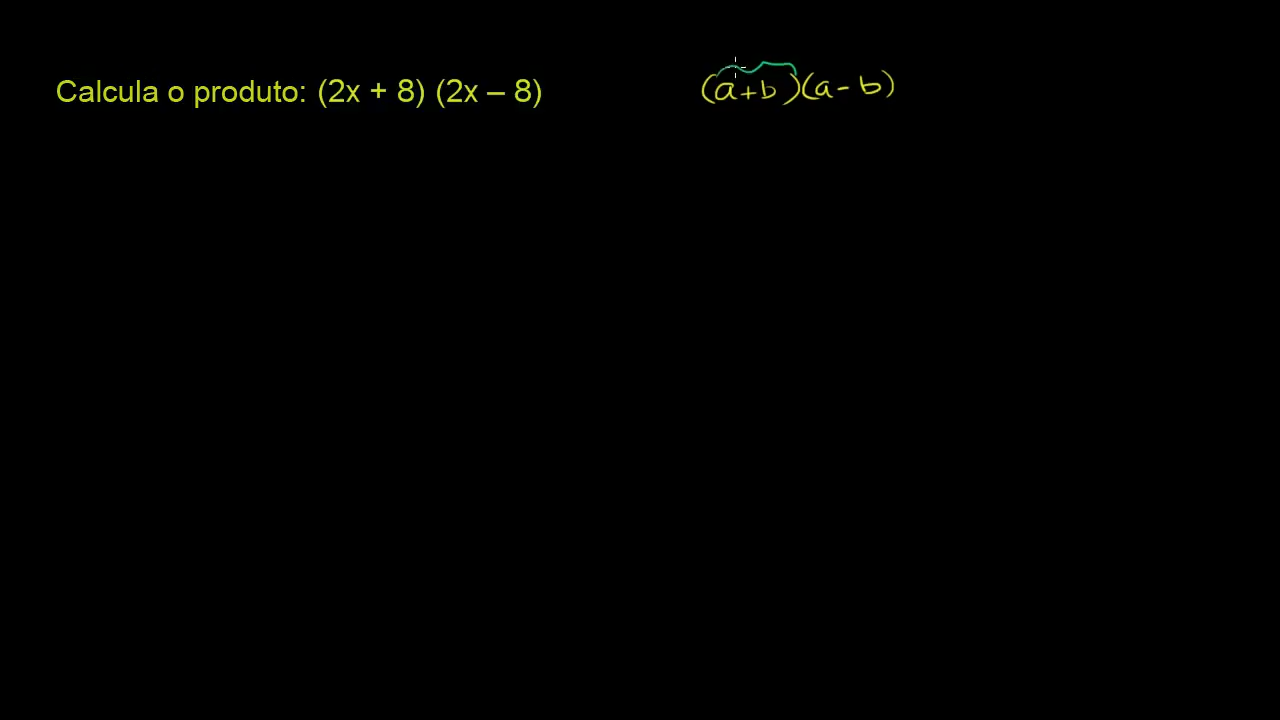 Calcula o produto: (2x + 8) (2x – 8)
(a+b)(a-b)